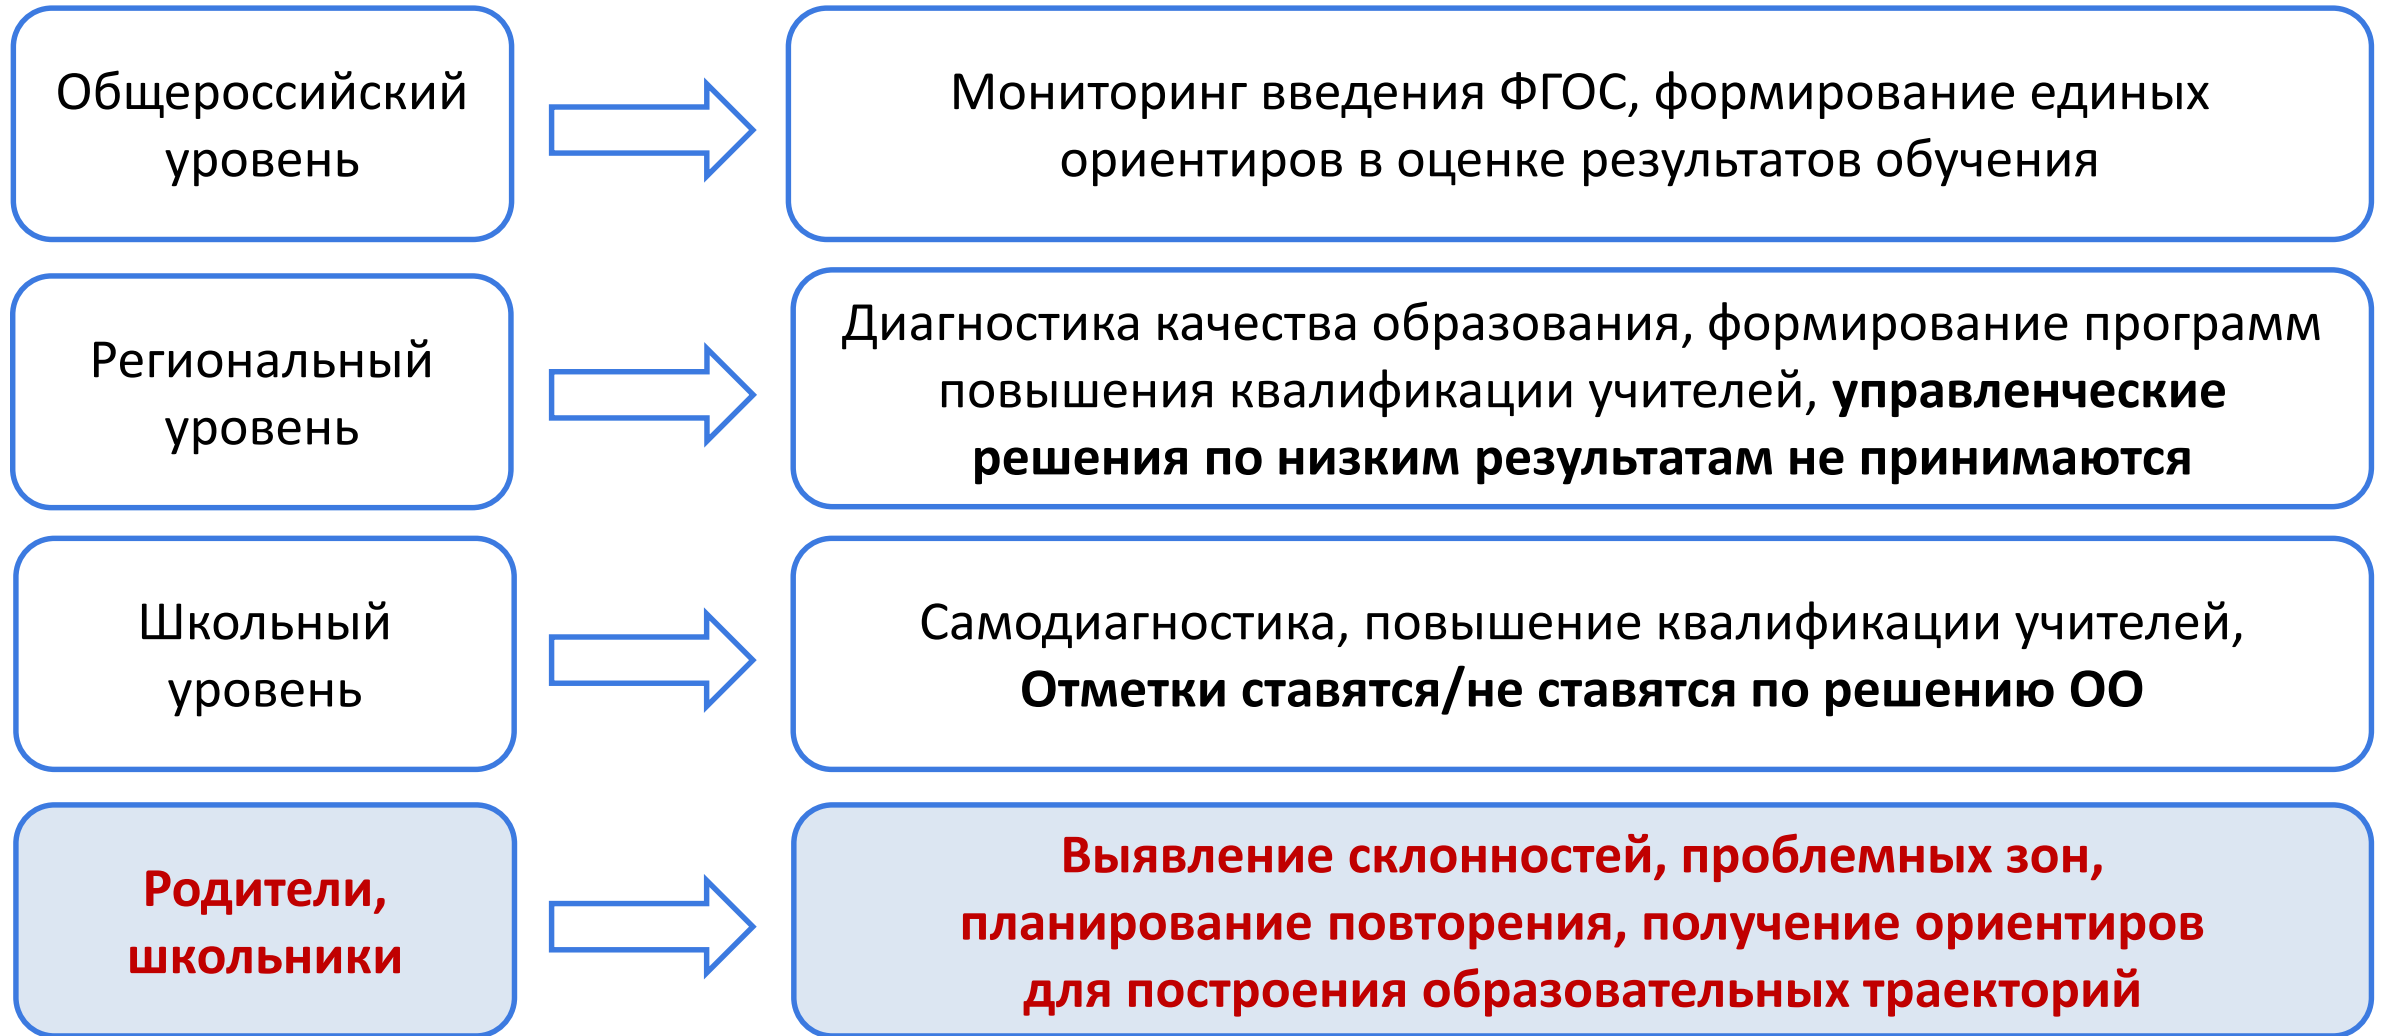 Общероссийский
уровень
Мониторинг введения ФГОС, формирование единых
ориентиров в оценке результатов обучения
Региональный
уровень
Диагностика качества образования, формирование программ
повышения квалификации учителей, управленческие
решения по низким результатам не принимаются
Школьный
уровень
Самодиагностика, повышение квалификации учителей,
Отметки ставятся/не ставятся по решению ОО
Родители,
школьники
Выявление склонностей, проблемных зон,
планирование повторения, получение ориентиров
для построения образовательных траекторий